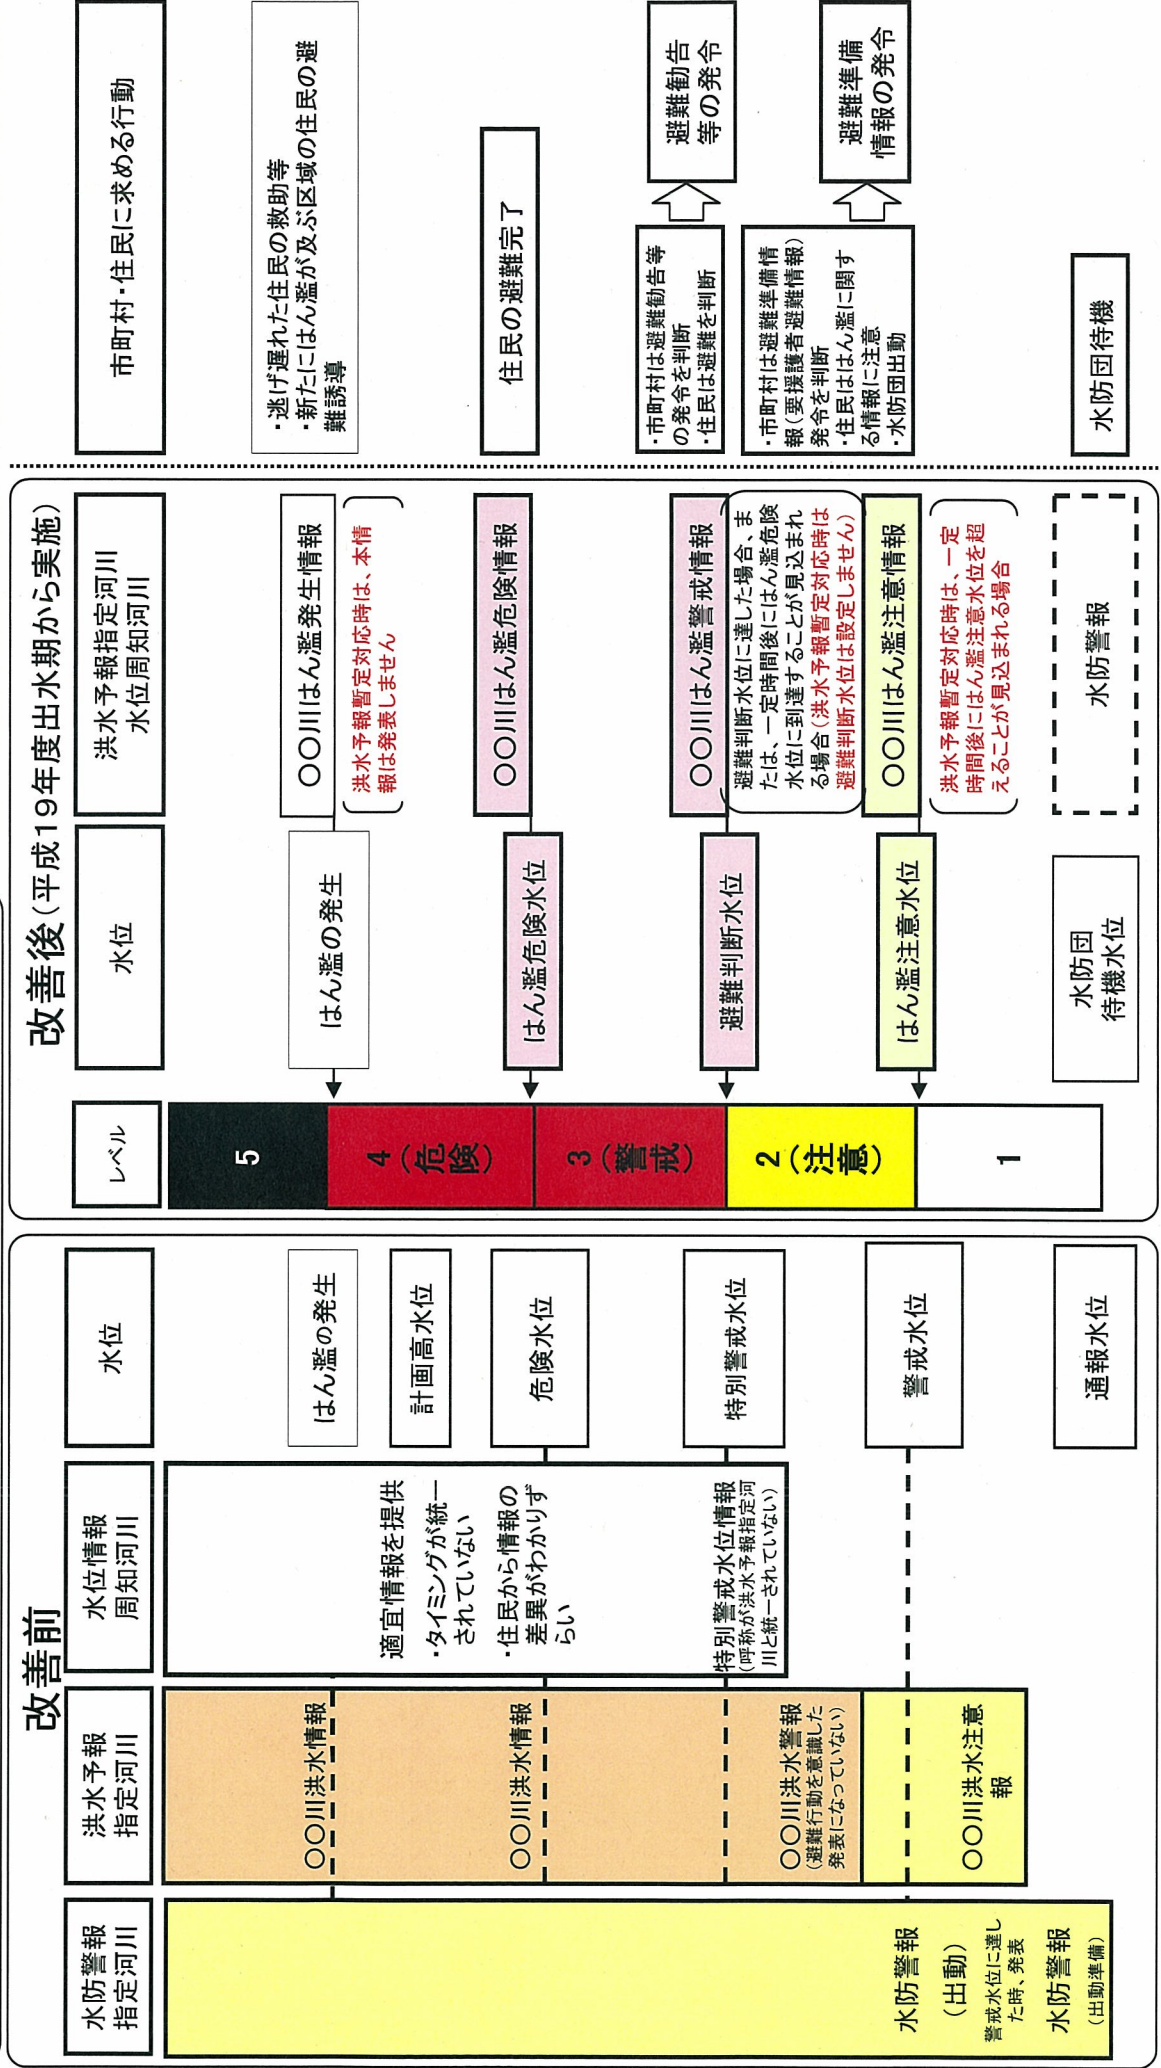 改善前
水防警報
指定河川
洪水予報
指定河川
水位情報
周知河川
水位
〇〇川洪水情報
〇〇川洪水情報
〇〇川洪水警報
(避難行動を意識した
発表になっていない)
〇〇川洪水注意
報
水防警報
(出動)
警戒水位に達し
た時、発表
水防警報
(出動準備)
適宜情報を提供
・タイミングが統一
されていない
・住民から情報の
差異がわかりず
らい
特別警戒水位情報
(呼称が洪水予報指定河
川と統一されていない)
はん濫の発生
計画高水位
危険水位
特別警戒水位
警戒水位
通報水位
改善後(平成19年度出水期から実施)
レベル
水位
洪水予報指定河川
水位周知河川
5
4(危険)
3(警戒)
2(注意)
1
はん濫の発生
はん濫危険水位
避難判断水位
はん濫注意水位
水防団
待機水位
〇〇川はん濫発生情報
洪水予報暫定対応時は、本情
報は発表しません
〇〇川はん濫危険情報
〇〇川はん濫警戒情報
避難判断水位に達した場合、ま
たは、一定時間後にはん濫危険
水位に到達することが見込まれ
る場合(洪水予報暫定対応時は
避難判断水位は設定しません)
〇〇川はん濫注意情報
洪水予報暫定対応時は、一定
時間後にはん濫注意水位を超
えることが見込まれる場合
水防警報
市町村・住民に求める行動
・逃げ遅れた住民の救助等
・新たにはん濫が及ぶ区域の住民の避
難誘導
住民の避難完了
・市町村は避難勧告等
の発令を判断
・住民は避難を判断
避難勧告
等の発令
・市町村は避難準備情
報(要援護者避難情報)
発令を判断
・住民ははん濫に関す
る情報に注意
・水防団出動
避難準備
情報の発令
水防団待機